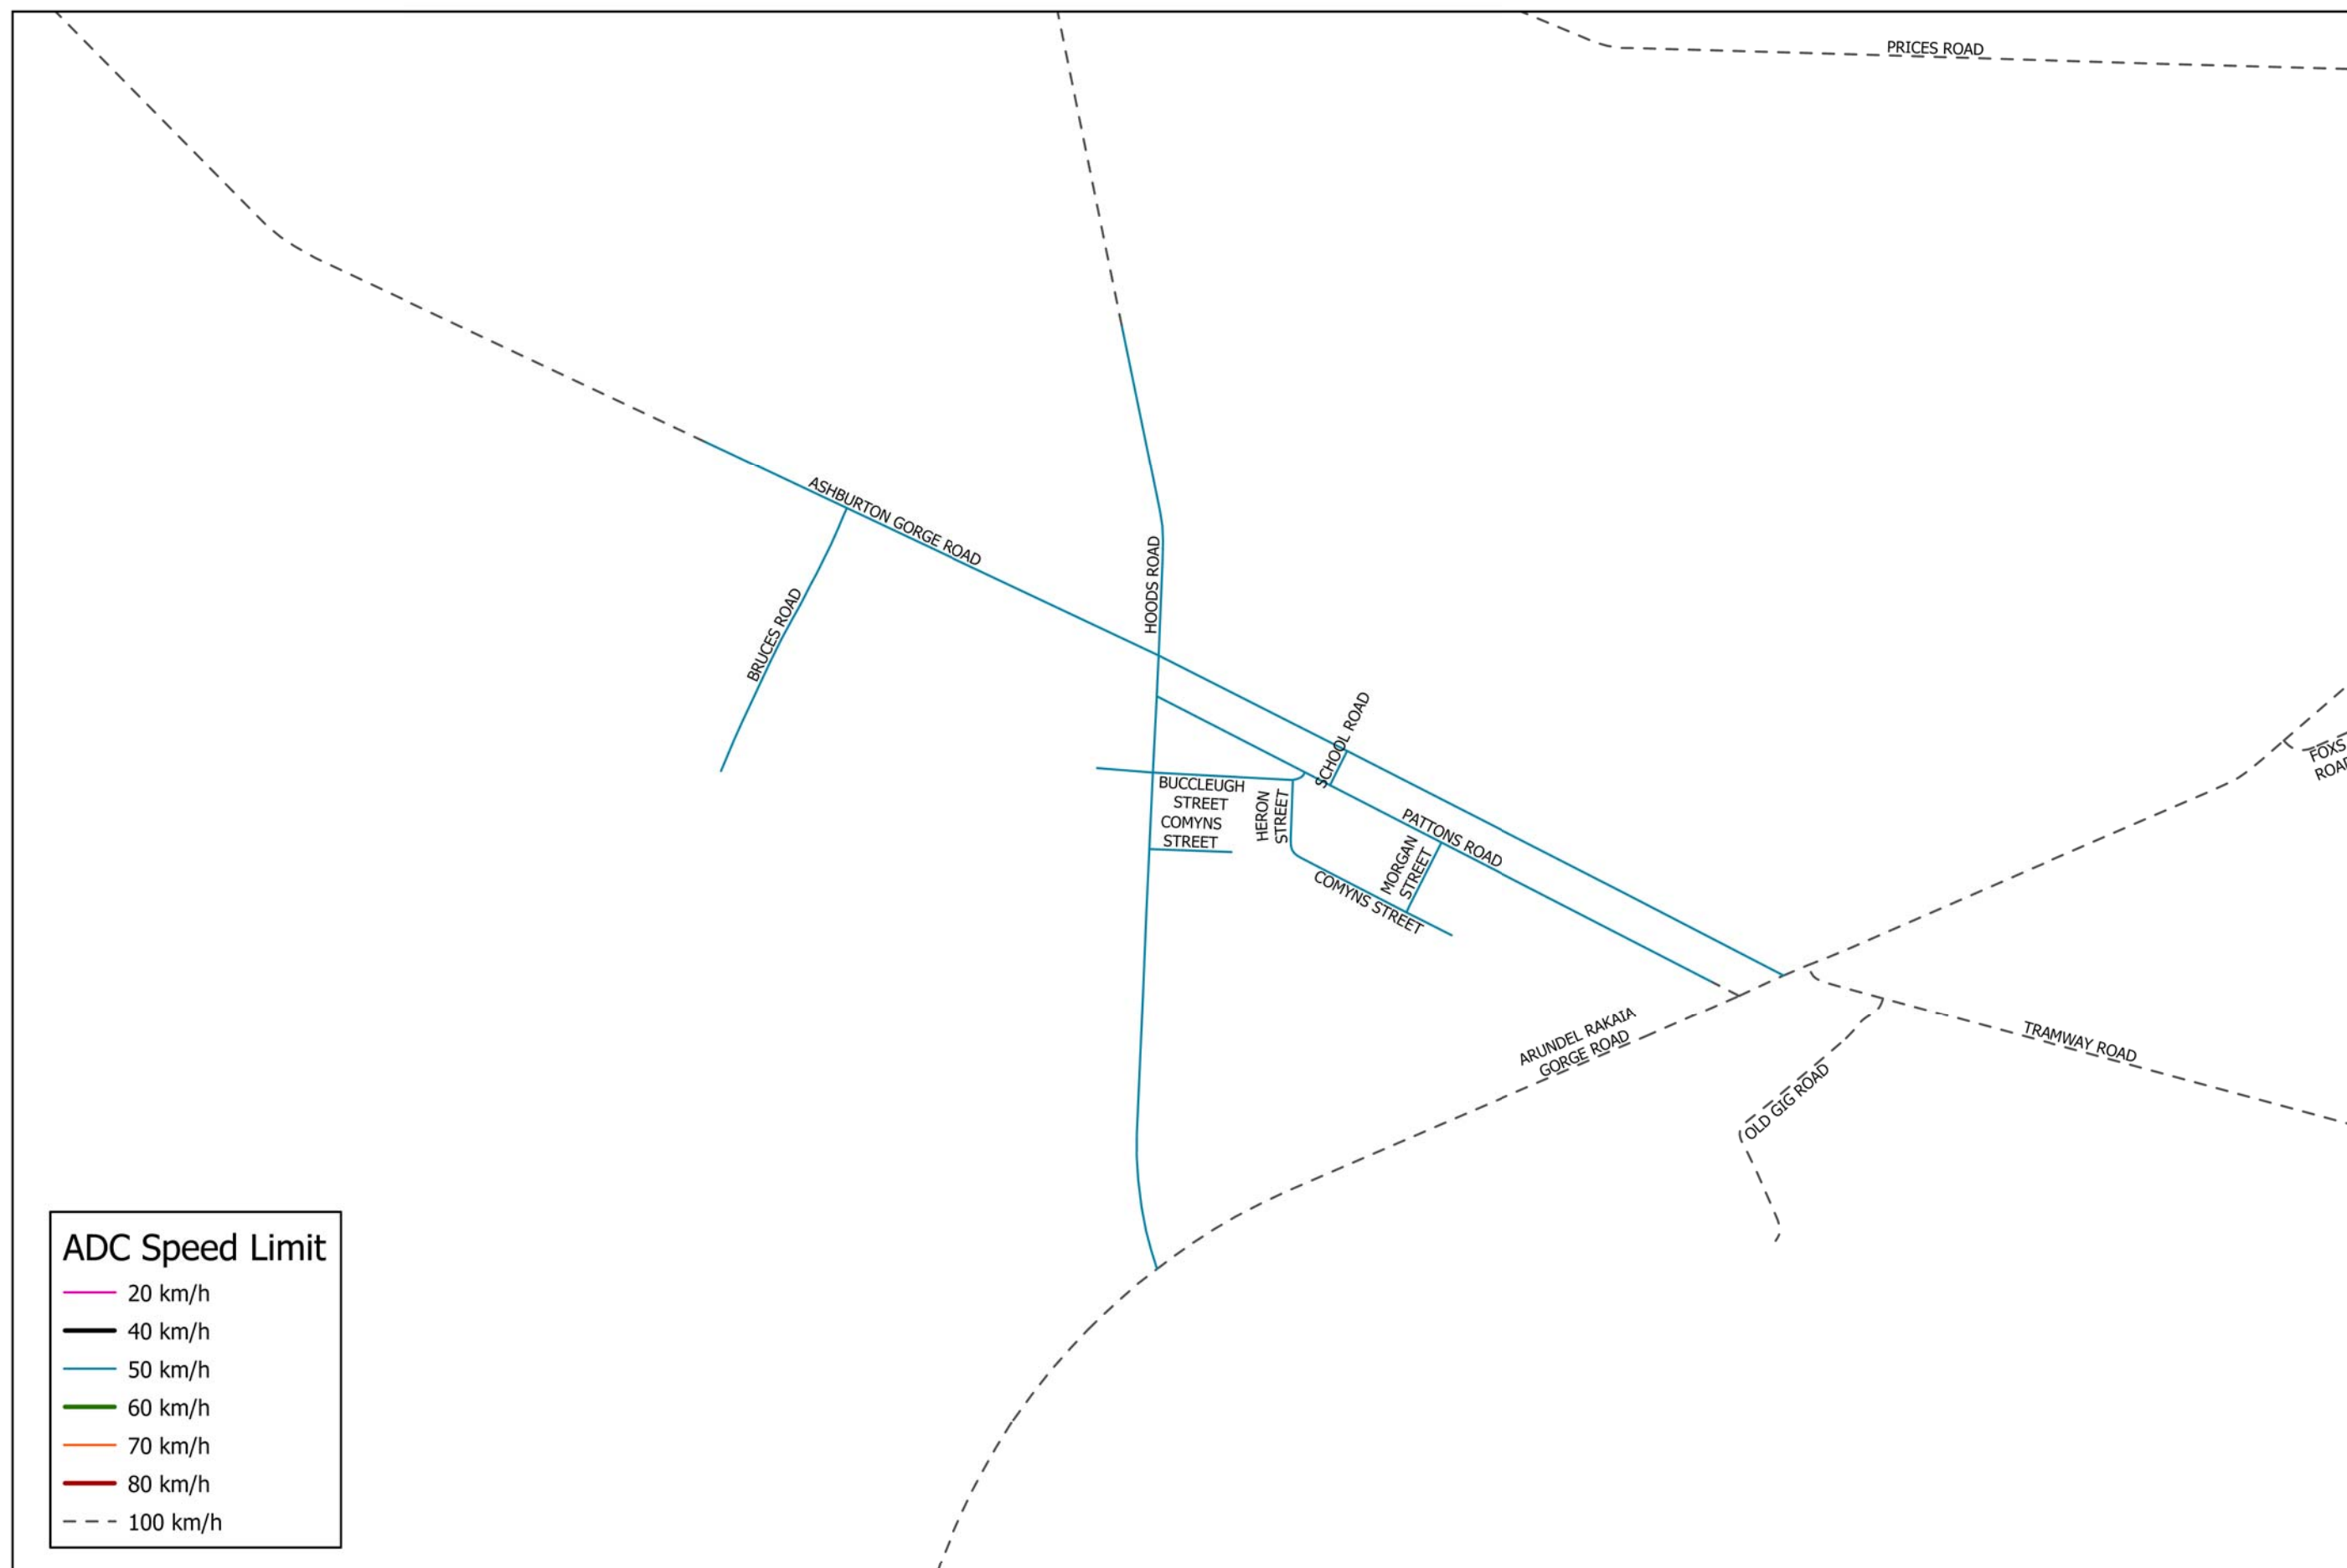 PRICES ROAD
ASHBURTON GORGE ROAD
HOODS ROAD
BRUCES ROAD
SCHOOL ROAD
FOXS
BUCCLEUGH
STREET
COMYNS
STREET
HERON
STREET
PATTONS ROAD
MORGAN
STREET
COMYNS STREET
ARUNDEL RAKAIA
GORGE ROAD
TRAMWAY ROAD
OLD GIG ROAD
ADC Speed Limit
20 km/h
40 km/h
50 km/h
60 km/h
70 km/h
80 km/h
100 km/h